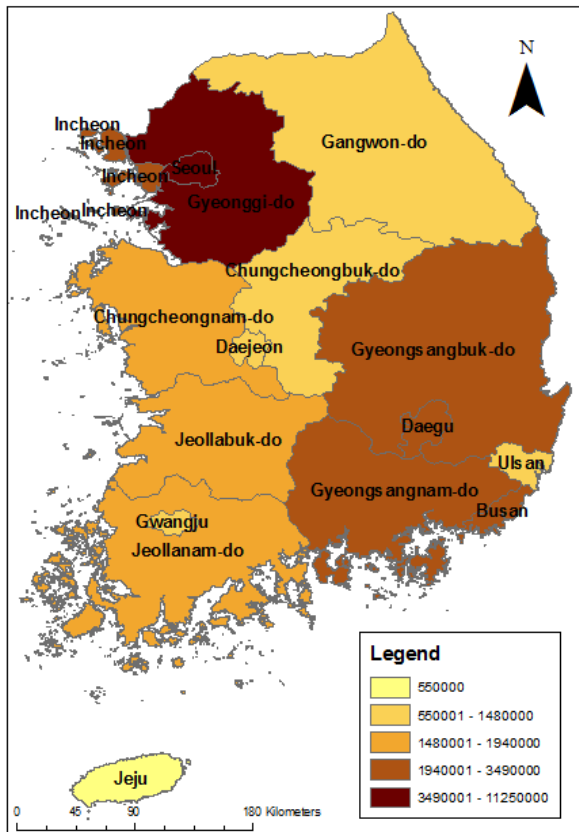 N
Incheon
Incheon
Gangwon-do
Seoul
Incheon
Gyeonggi-do
Incheon
Incheon
Chungcheongbuk-do
Chungcheongnam-do
Daejeon
Gyeongsangbuk-do
Daegu
Jeollabuk-do
Ulsan
Gyeongsangnam-do
Busan
Gwangju
Jeollanam-do
Legend
550000
550001 - 1480000
1480001 - 1940000
1940001 - 3490000
3490001 - 11250000
Jeju
0 45 90 180 Kilometers